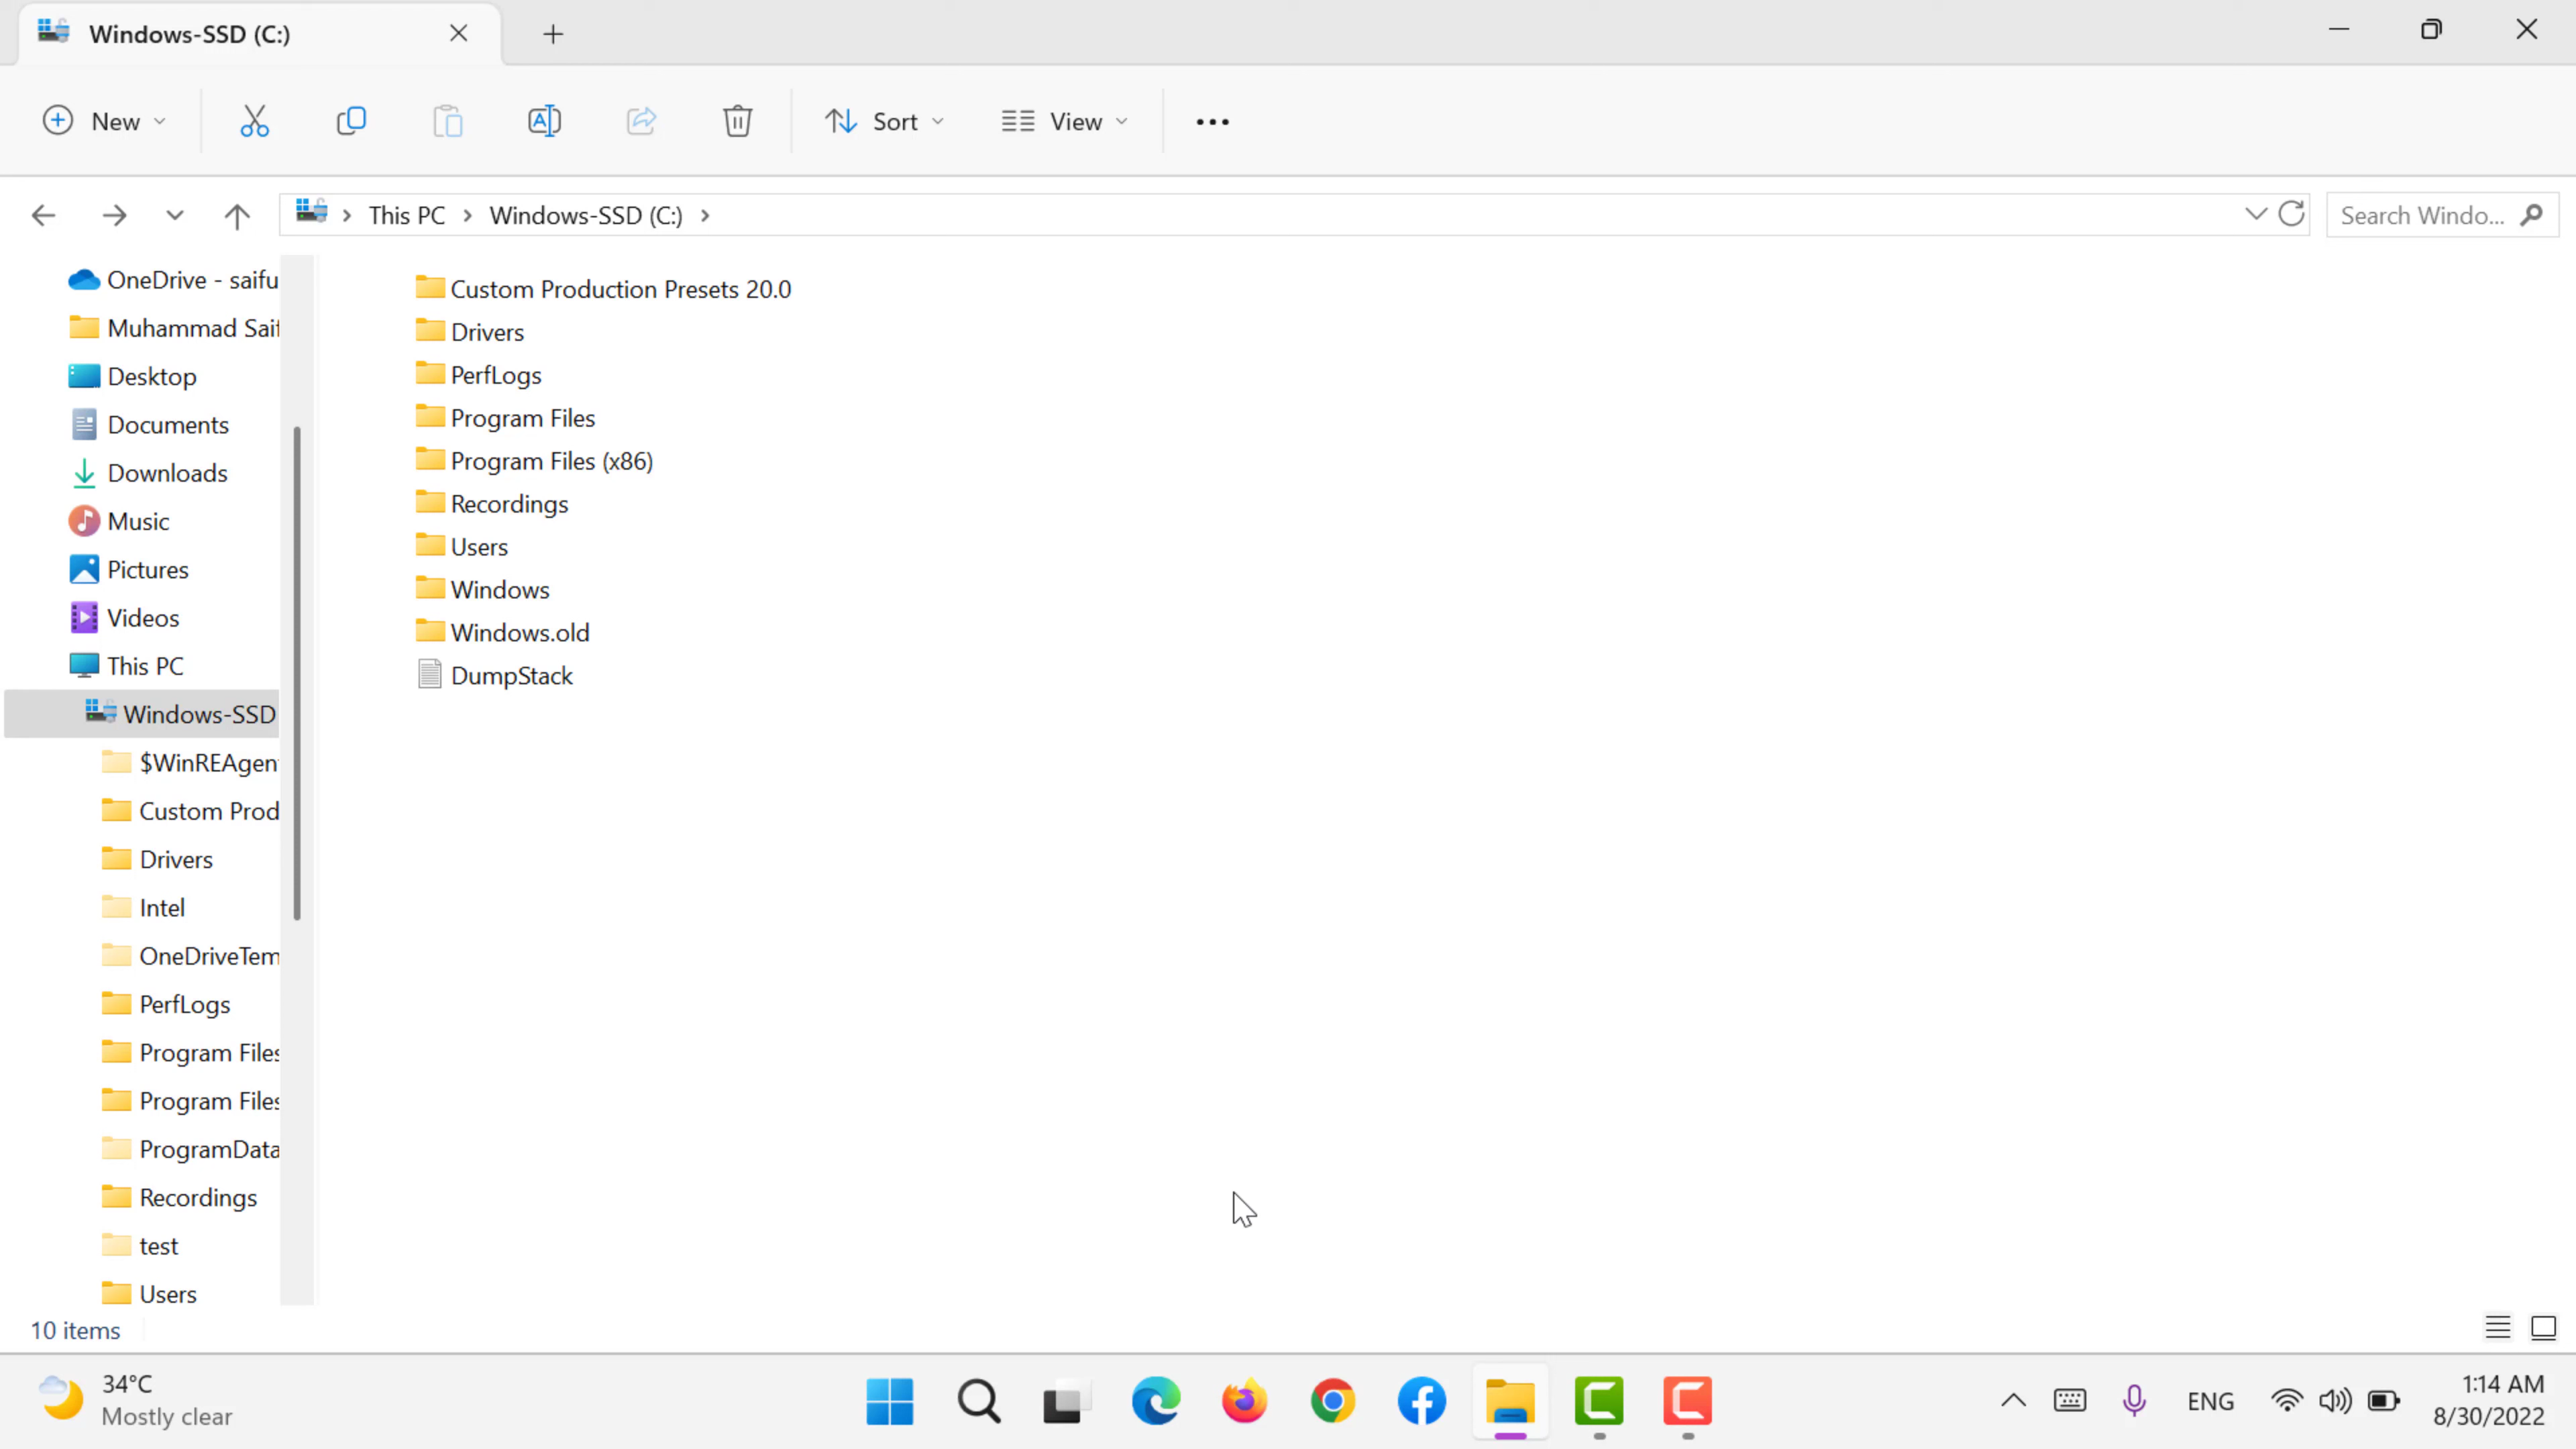 Windows-SSD (C:)
New
Sort
View
This PC
Windows-SSD (C:)
Search Windo...
OneDrive - saifu
Muhammad Saif
Desktop
Documents
Downloads
Music
Pictures
Videos
This PC
Windows-SSD
$WinREAgen
Custom Prod
Drivers
Intel
OneDriveTem
PerfLogs
Program Files
Program Files
ProgramData
Recordings
test
Users
Custom Production Presets 20.0
Drivers
PerfLogs
Program Files
Program Files (x86)
Recordings
Users
Windows
Windows.old
DumpStack
10 items
34°C
Mostly clear
ENG
1:14 AM
8/30/2022